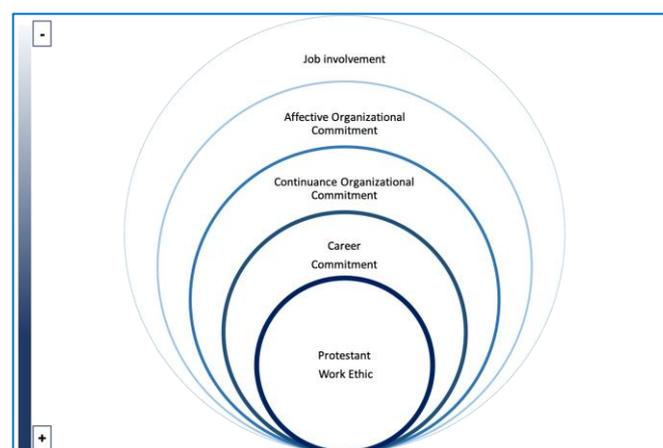 -
Job involvement
Affective Organizational
Commitment
Continuance Organizational
Commitment
Career
Commitment
Protestant
Work Ethic
+